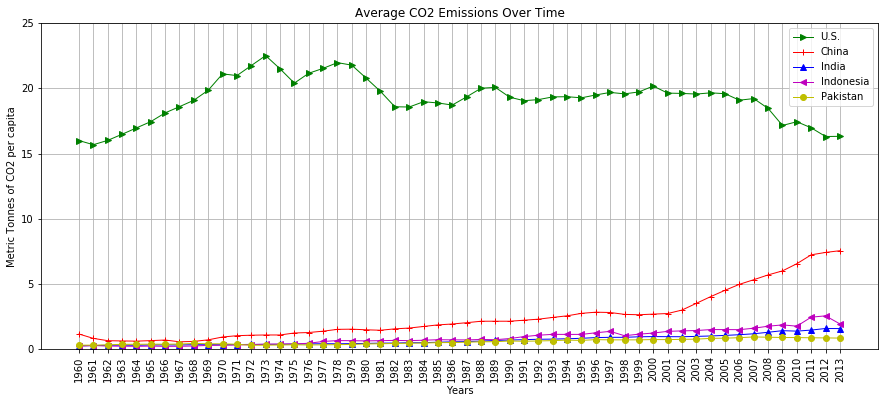 Average CO2 Emissions Over Time
Metric Tonnes of CO2 per capita
25
20
15
10
5
0
U.S.
China
India
Indonesia
Pakistan
1960 1961 1962 1963 1964 1965 1966 1967 1968 1969 1970 1971 1972 1973 1974 1975 1976 1977 1978 1979 1980 1981 1982 1983 1984 1985 1986 1987 1988 1989 1990 1991 1992 1993 1994 1995 1996 1997 1998 1999 2000 2001 2002 2003 2004 2005 2006 2007 2008 2009 2010 2011 2012 2013
Years